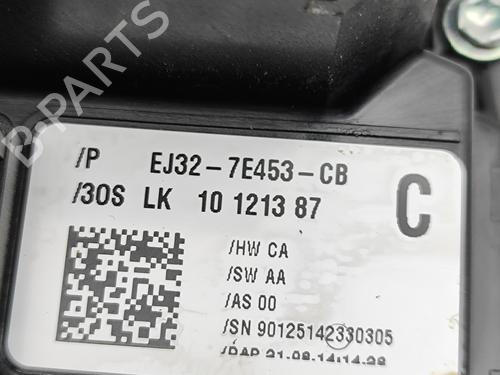 B-PARTS
/P EJ32-7E453-CB
/30S LK 10 1213 87
C
/HW CA
/SW AA
/AS 00
/SN 90125142330305